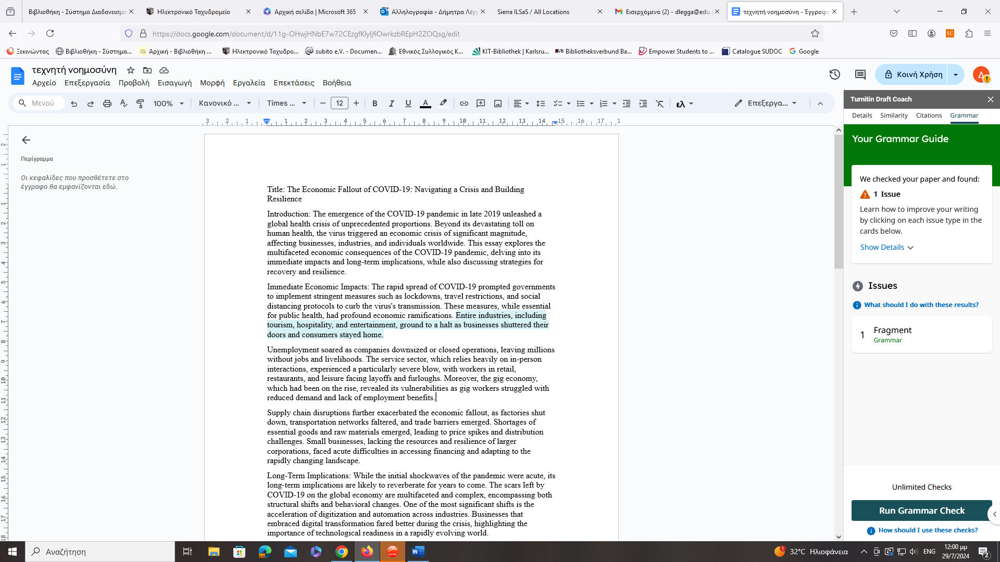 Βιβλιοθήκη - Σύστημα Διαδανεισμο
Ηλεκτρονικό Ταχυδρομείο
Αρχική σελίδα | Microsoft 365
Αλληλογραφία - Δήμητρα Λέγγ
Sierra ILSaS / All Locations
Εισερχόμενα (2) - dlegga@edu.
τεχνητή νοημοσύνη - Έγγραφα
https://docs.google.com/document/d/11g-OHwjHNbE7w72CEzgfKlyljfiOwrkzbREpH2ZOQsg/edit
Ξεκινώντας
Βιβλιοθήκη - Σύστημα...
Αρχική - Βιβλιοθήκη ...
Ηλεκτρονικό Ταχυδρο...
subito e.V. - Documen...
Εθνικός Συλλογικός Κ...
KIT-Bibliothek | Karlsru...
BVB Bibliotheksverbund Ba...
Empower Students to ...
Catalogue SUDOC
Google
τεχνητή νοημοσύνη
Αρχείο Επεξεργασία Προβολή Εισαγωγή Μορφή Εργαλεία Επεκτάσεις Βοήθεια
Κοινή Χρήση
Μενού
100%
Κανονικό ...
Times ...
12
B I U A
ελ
Επεξεργα...
3 2 1 1 2 3 4 5 6 7 8 9 10 11 12 13 14 15 16 17 1
Περίγραμμα
Οι κεφαλίδες που προσθέτετε στο
έγγραφο θα εμφανίζονται εδώ.
Title: The Economic Fallout of COVID-19: Navigating a Crisis and Building
Resilience
Introduction: The emergence of the COVID-19 pandemic in late 2019 unleashed a
global health crisis of unprecedented proportions. Beyond its devastating toll on
human health, the virus triggered an economic crisis of significant magnitude,
affecting businesses, industries, and individuals worldwide. This essay explores the
multifaceted economic consequences of the COVID-19 pandemic, delving into its
immediate impacts and long-term implications, while also discussing strategies for
recovery and resilience.
Immediate Economic Impacts: The rapid spread of COVID-19 prompted governments
to implement stringent measures such as lockdowns, travel restrictions, and social
distancing protocols to curb the virus's transmission. These measures, while essential
for public health, had profound economic ramifications. Entire industries, including
tourism, hospitality, and entertainment, ground to a halt as businesses shuttered their
doors and consumers stayed home.
Unemployment soared as companies downsized or closed operations, leaving millions
without jobs and livelihoods. The service sector, which relies heavily on in-person
interactions, experienced a particularly severe blow, with workers in retail,
restaurants, and leisure facing layoffs and furloughs. Moreover, the gig economy,
which had been on the rise, revealed its vulnerabilities as gig workers struggled with
reduced demand and lack of employment benefits.
Supply chain disruptions further exacerbated the economic fallout, as factories shut
down, transportation networks faltered, and trade barriers emerged. Shortages of
essential goods and raw materials emerged, leading to price spikes and distribution
challenges. Small businesses, lacking the resources and resilience of larger
corporations, faced acute difficulties in accessing financing and adapting to the
rapidly changing landscape.
Long-Term Implications: While the initial shockwaves of the pandemic were acute, its
long-term implications are likely to reverberate for years to come. The scars left by
COVID-19 on the global economy are multifaceted and complex, encompassing both
structural shifts and behavioral changes. One of the most significant shifts is the
acceleration of digitization and automation across industries. Businesses that
embraced digital transformation fared better during the crisis, highlighting the
importance of technological readiness in a rapidly evolving world.
Turnitin Draft Coach
Details Similarity Citations Grammar
Your Grammar Guide
We checked your paper and found:
1 Issue
Learn how to improve your writing
by clicking on each issue type in the
cards below.
Show Details
Issues
What should I do with these results?
1 Fragment
Grammar
Unlimited Checks
Run Grammar Check
How should I use these checks?
Αναζήτηση
32°C Ηλιοφάνεια
ENG
12:00 μμ
29/7/2024
2